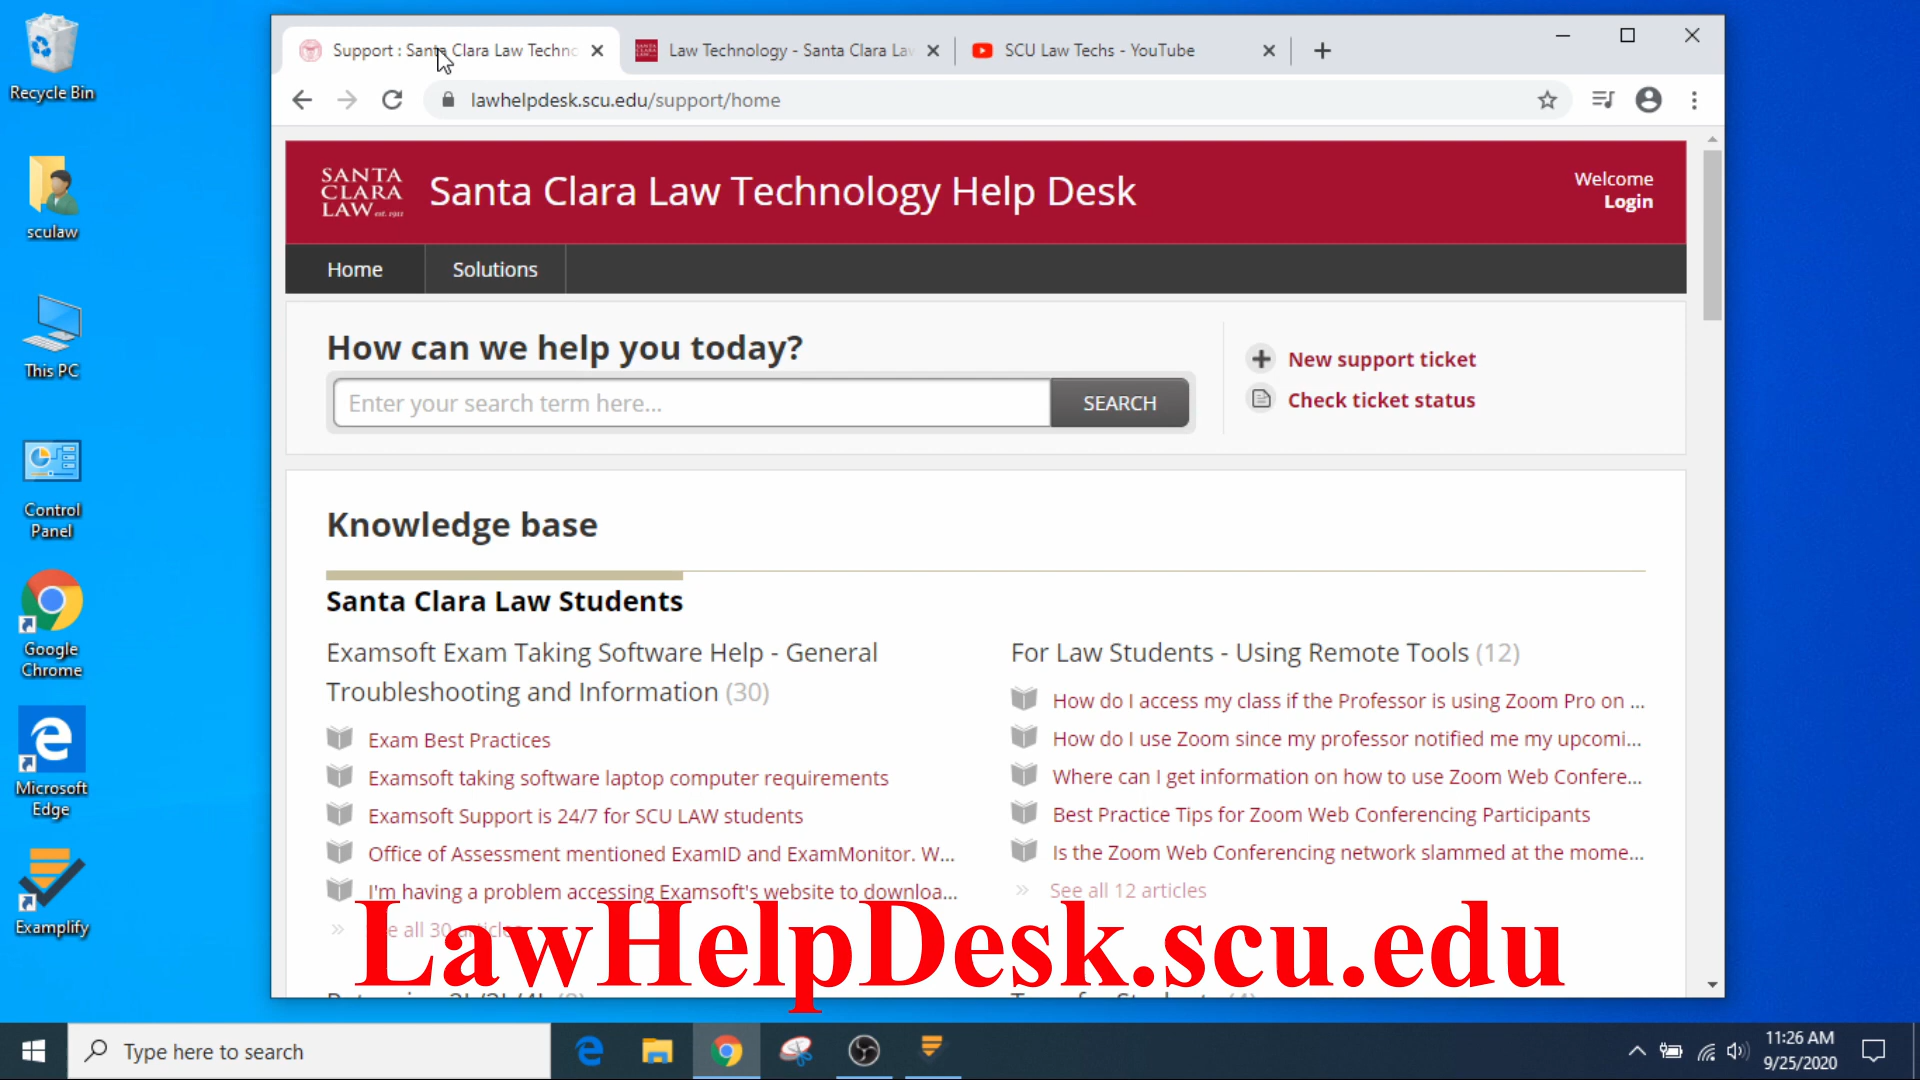 Recycle Bin
sculaw
This PC
Control
Panel
Google
Chrome
Microsoft
Edge
Examplify
Support : Santa Clara Law Techno
Law Technology - Santa Clara Law
SCU Law Techs - YouTube
lawhelpdesk.scu.edu/support/home
SANTA
CLARA
LAW est. 1911
Santa Clara Law Technology Help Desk
Welcome
Login
Home
Solutions
How can we help you today?
Enter your search term here...
SEARCH
New support ticket
Check ticket status
Knowledge base
Santa Clara Law Students
Examsoft Exam Taking Software Help - General
Troubleshooting and Information (30)
Exam Best Practices
Examsoft taking software laptop computer requirements
Examsoft Support is 24/7 for SCU LAW students
Office of Assessment mentioned ExamID and ExamMonitor. W...
I'm having a problem accessing Examsoft's website to downloa...
all 30 articles
For Law Students - Using Remote Tools (12)
How do I access my class if the Professor is using Zoom Pro on ...
How do I use Zoom since my professor notified me my upcomi...
Where can I get information on how to use Zoom Web Confere...
Best Practice Tips for Zoom Web Conferencing Participants
Is the Zoom Web Conferencing network slammed at the mome...
See all 12 articles
LawHelpDesk.scu.edu
Type here to search
11:26 AM
9/25/2020